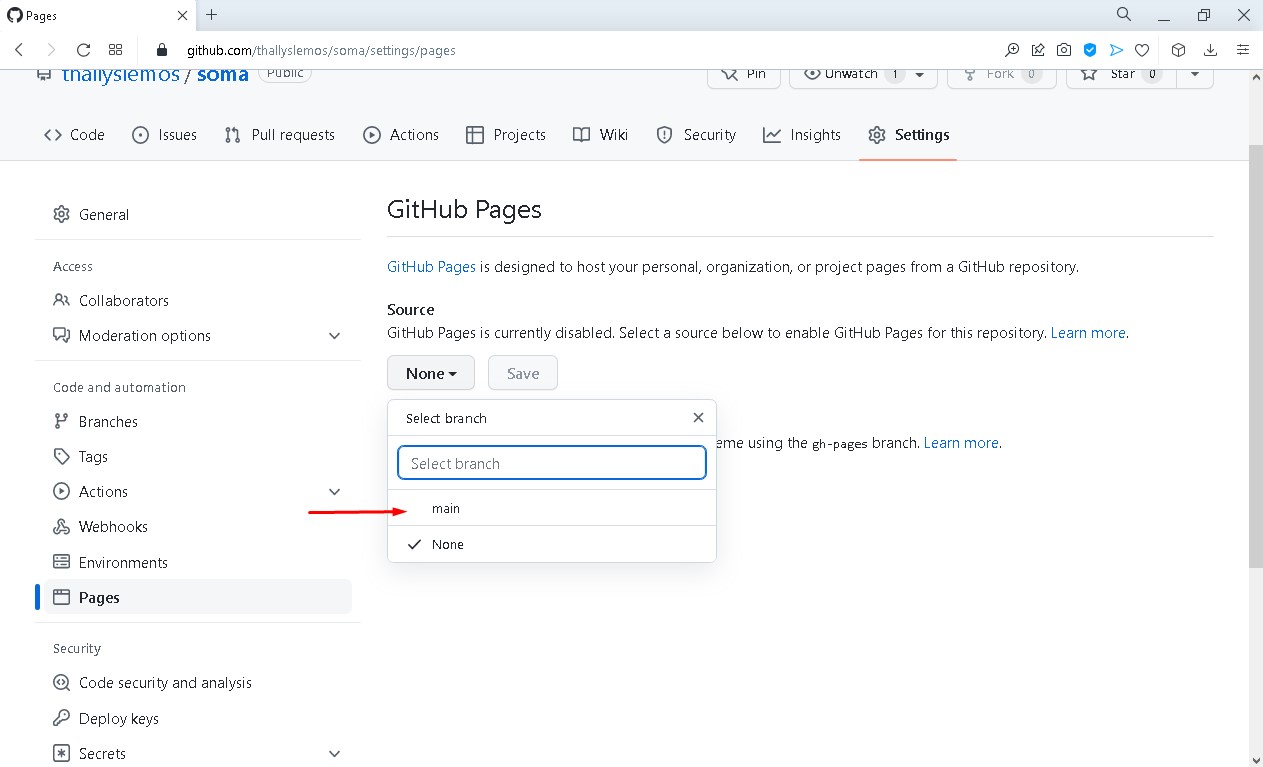 Pages
github.com/thallyslemos/soma/settings/pages
thallyslemos / soma Public
Pin
Unwatch 1
Fork 0
Star 0
Code
Issues
Pull requests
Actions
Projects
Wiki
Security
Insights
Settings
General
Access
Collaborators
Moderation options
Code and automation
Branches
Tags
Actions
Webhooks
Environments
Pages
Security
Code security and analysis
Deploy keys
Secrets
GitHub Pages
GitHub Pages is designed to host your personal, organization, or project pages from a GitHub repository.
Source
GitHub Pages is currently disabled. Select a source below to enable GitHub Pages for this repository. Learn more.
None
Save
Select branch
Select branch
eme using the gh-pages branch. Learn more.
main
None